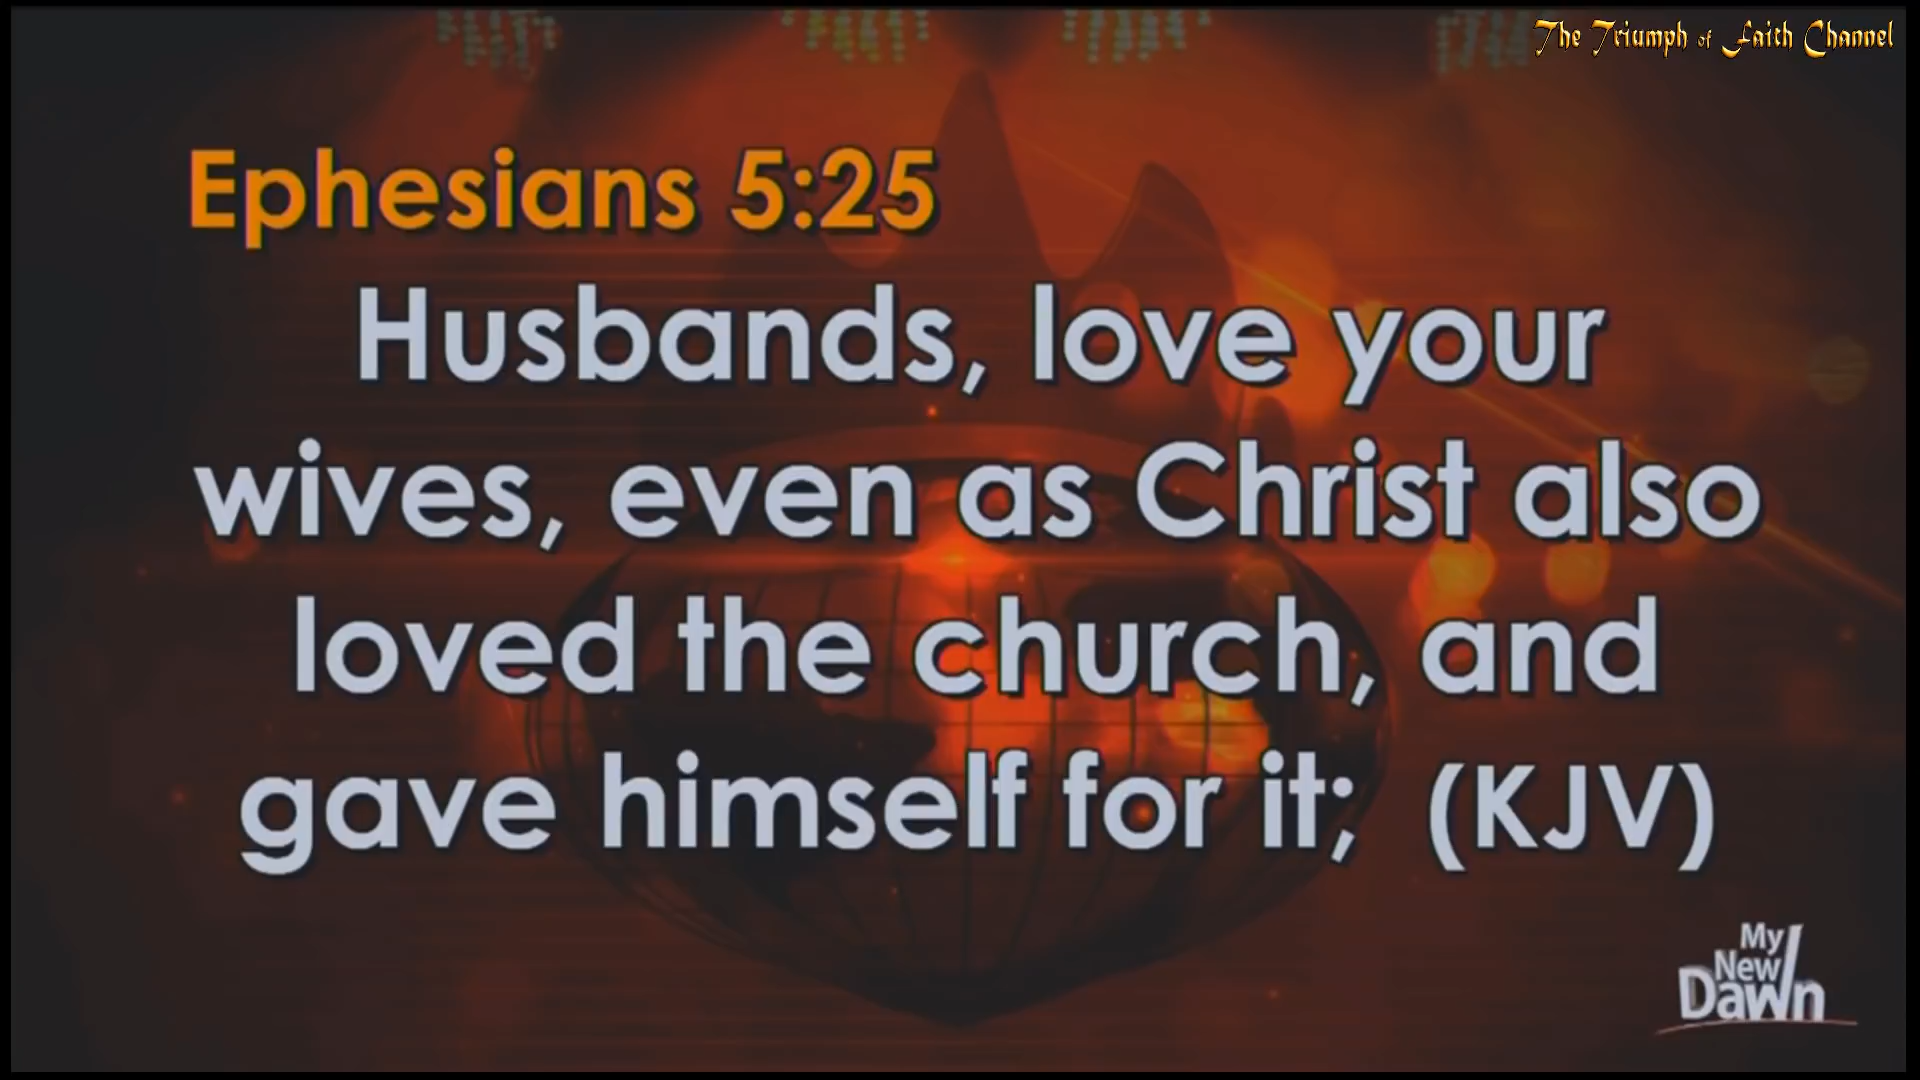 The Triumph of Faith Channel
Ephesians 5:25
Husbands, love your
wives, even as Christ also
loved the church, and
gave himself for it; (KJV)
My
New
Dawn